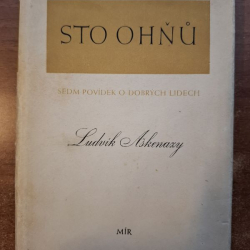 STO OHŇŮ
SEDM POVÍDEK O DOBRÝCH LIDECH
Ludvík Aškenazy
MÍR